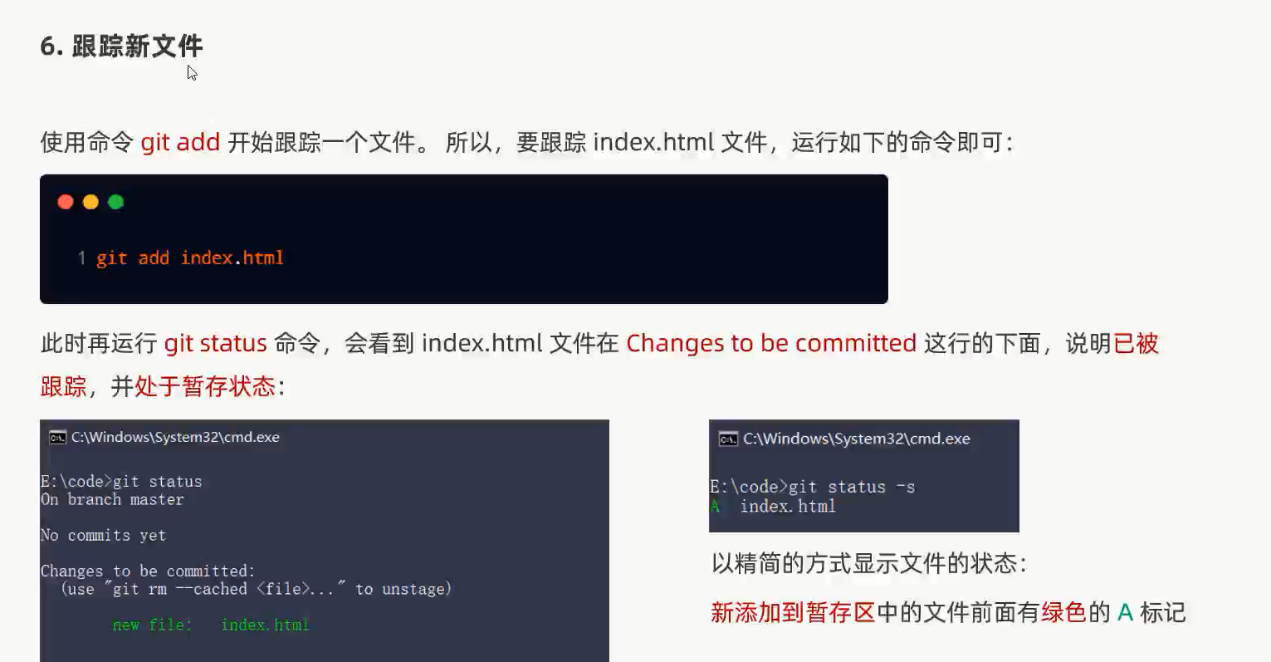 6. 跟踪新文件
使用命令 git add 开始跟踪一个文件。 所以，要跟踪 index.html 文件，运行如下的命令即可：
1 git add index.html
此时再运行 git status 命令，会看到 index.html 文件在 Changes to be committed 这行的下面，说明已被
跟踪，并处于暂存状态：
C:\Windows\System32\cmd.exe
E:\code>git status
On branch master
No commits yet
Changes to be committed:
(use "git rm --cached <file>..." to unstage)
new file: index.html
C:\Windows\System32\cmd.exe
E:\code>git status -s
A index.html
以精简的方式显示文件的状态：
新添加到暂存区中的文件前面有绿色的 A 标记